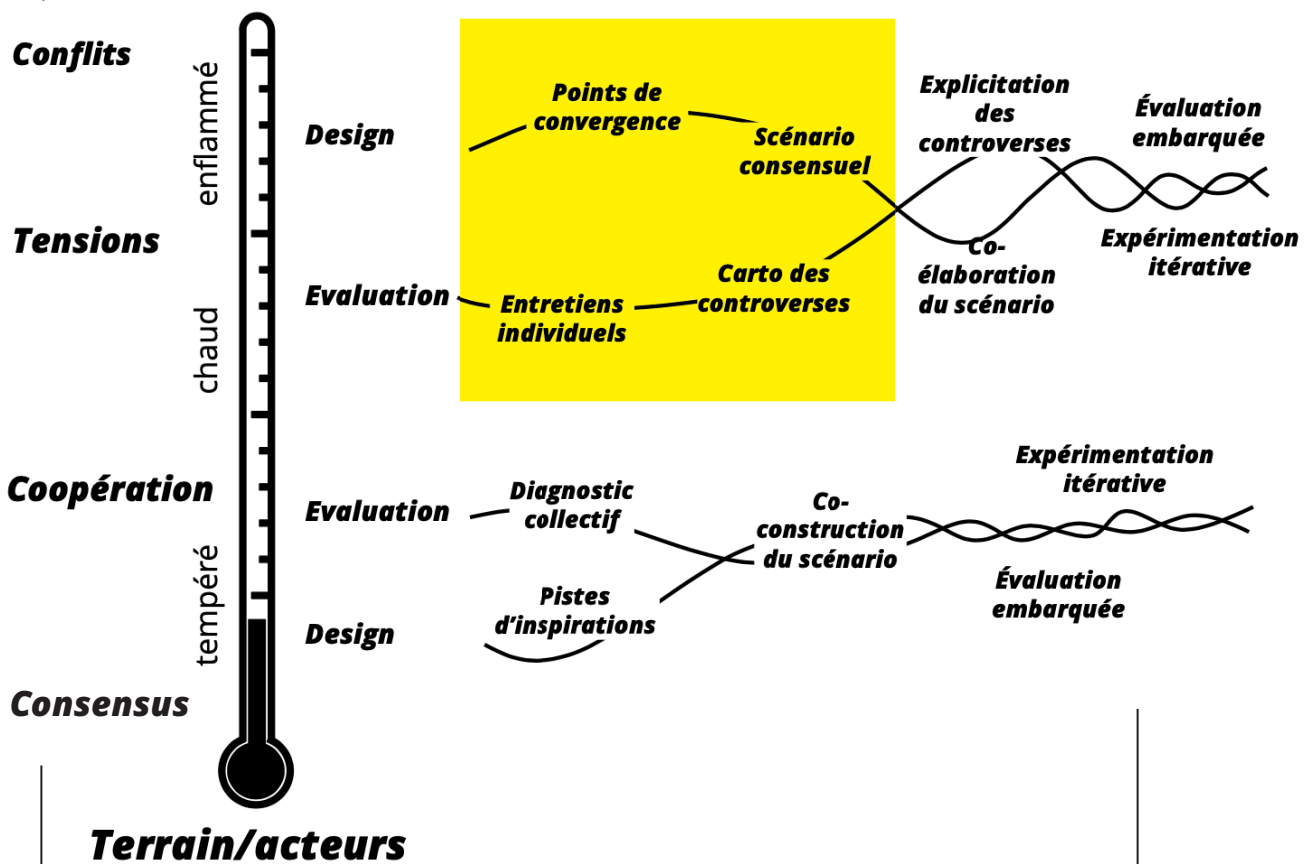 Conflits
enflammé
Tensions
chaud
Coopération
tempéré
Consensus
Terrain/acteurs
Design
Points de
convergence
Scénario
consensuel
Explicitation
des
controverses
Évaluation
embarquée
Evaluation
Entretiens
individuels
Carto des
controverses
Co-
élaboration
du scénario
Expérimentation
itérative
Evaluation
Diagnostic
collectif
Co-
construction
du scénario
Expérimentation
itérative
Évaluation
embarquée
Design
Pistes
d’inspirations